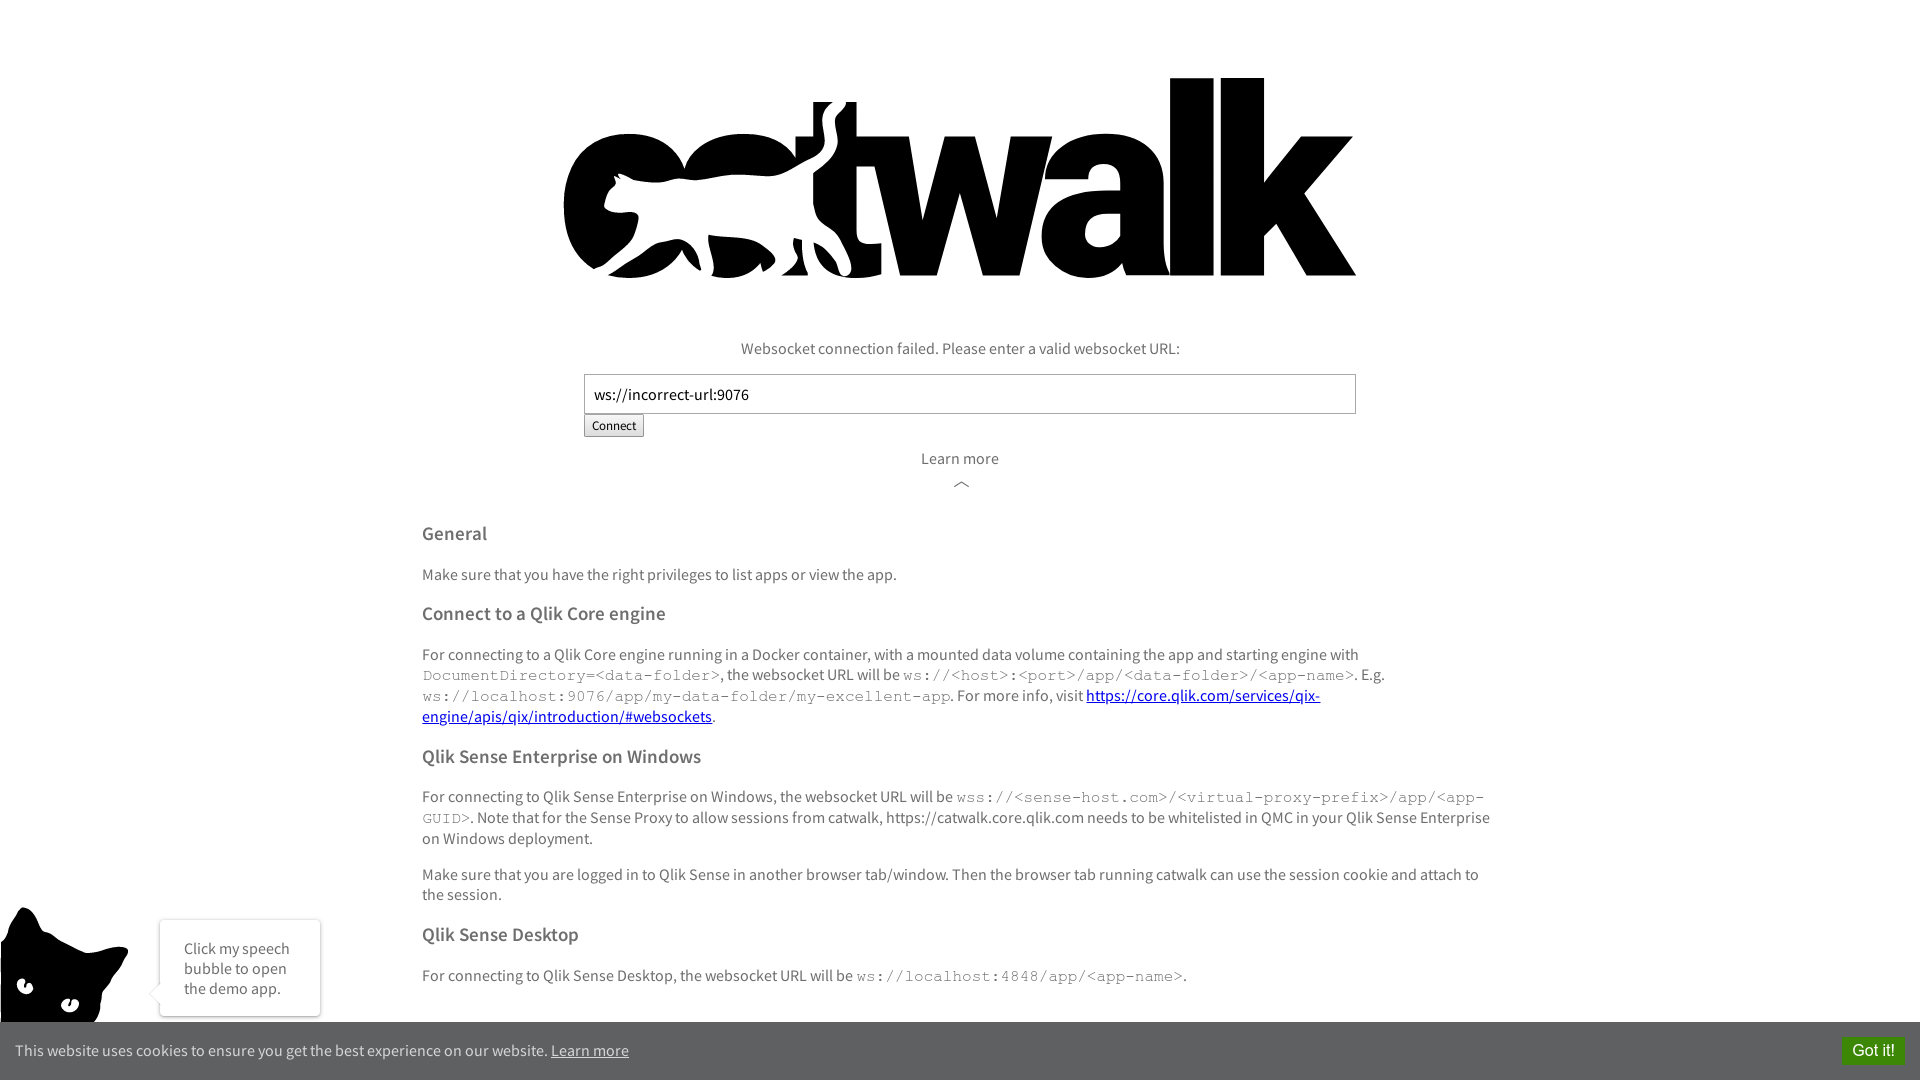 catwalk
Websocket connection failed. Please enter a valid websocket URL:
ws://incorrect-url:9076
Connect
Learn more
General
Make sure that you have the right privileges to list apps or view the app.
Connect to a Qlik Core engine
For connecting to a Qlik Core engine running in a Docker container, with a mounted data volume containing the app and starting engine with
DocumentDirectory=<data-folder>, the websocket URL will be ws://<host>:<port>/app/<data-folder>/<app-name>. E.g.
ws://localhost:9076/app/my-data-folder/my-excellent-app. For more info, visit https://core.qlik.com/services/qix-
engine/apis/qix/introduction/#websockets.
Qlik Sense Enterprise on Windows
For connecting to Qlik Sense Enterprise on Windows, the websocket URL will be wss://<sense-host.com>/<virtual-proxy-prefix>/app/<app-
GUID>. Note that for the Sense Proxy to allow sessions from catwalk, https://catwalk.core.qlik.com needs to be whitelisted in QMC in your Qlik Sense Enterprise
on Windows deployment.
Make sure that you are logged in to Qlik Sense in another browser tab/window. Then the browser tab running catwalk can use the session cookie and attach to
the session.
Qlik Sense Desktop
For connecting to Qlik Sense Desktop, the websocket URL will be ws://localhost:4848/app/<app-name>.
Click my speech
bubble to open
the demo app.
This website uses cookies to ensure you get the best experience on our website. Learn more
Got it!